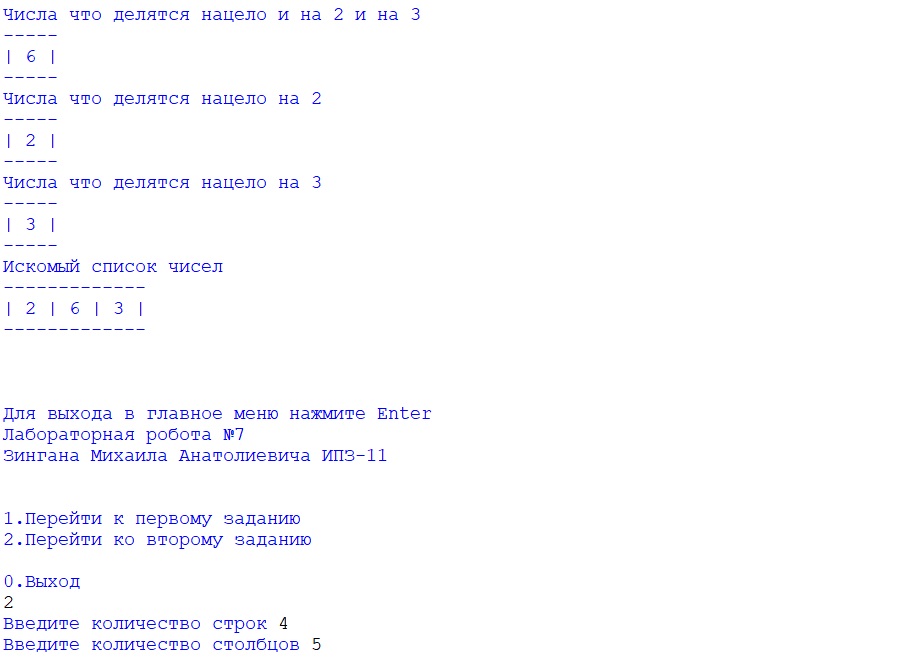 Числа что делятся нацело и на 2 и на 3
-----
| 6 |
-----
Числа что делятся нацело на 2
-----
| 2 |
-----
Числа что делятся нацело на 3
-----
| 3 |
-----
Искомый список чисел
-------------
| 2 | 6 | 3 |
-------------
Для выхода в главное меню нажмите Enter
Лабораторная робота №7
Зингана Михаила Анатолиевича ИПЗ-11
1.Перейти к первому заданию
2.Перейти ко второму заданию
0.Выход
2
Введите количество строк 4
Введите количество столбцов 5